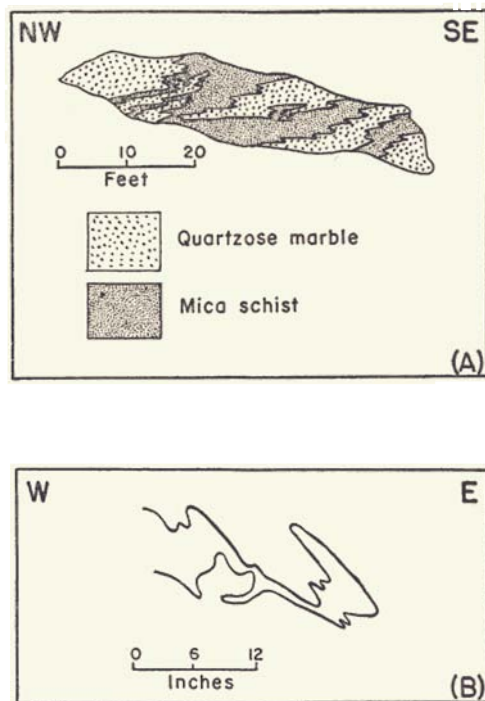 NW SE
0 10 20
Feet
Quartzose marble
Mica schist
(A)
W E
0 6 12
Inches
(B)